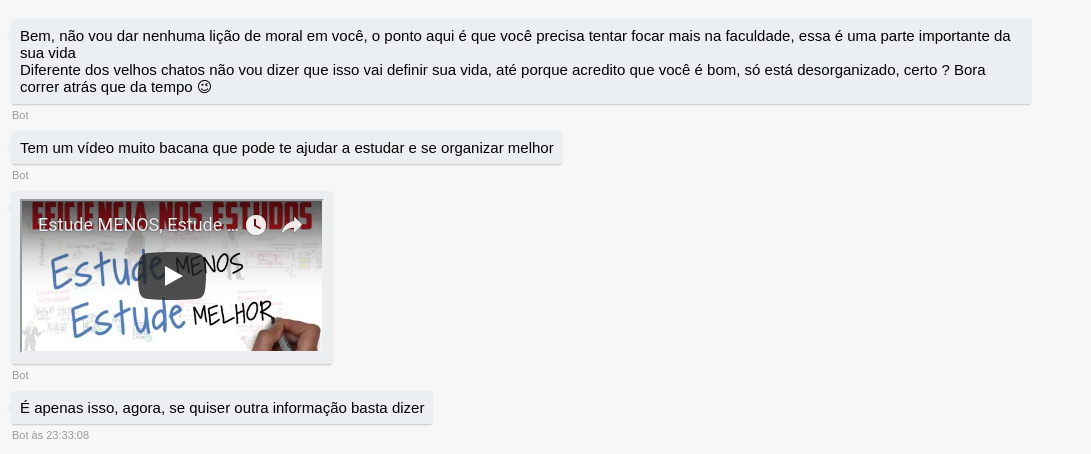 Bem, não vou dar nenhuma lição de moral em você, o ponto aqui é que você precisa tentar focar mais na faculdade, essa é uma parte importante da
sua vida
Diferente dos velhos chatos não vou dizer que isso vai definir sua vida, até porque acredito que você é bom, só está desorganizado, certo ? Bora
correr atrás que da tempo 😉
Bot
Tem um vídeo muito bacana que pode te ajudar a estudar e se organizar melhor
Bot
EFICIÊNCIA NOS ESTUDOS
Estude MENOS, Estude ...
Estude MENOS
Estude MELHOR
Bot
É apenas isso, agora, se quiser outra informação basta dizer
Bot às 23:33:08